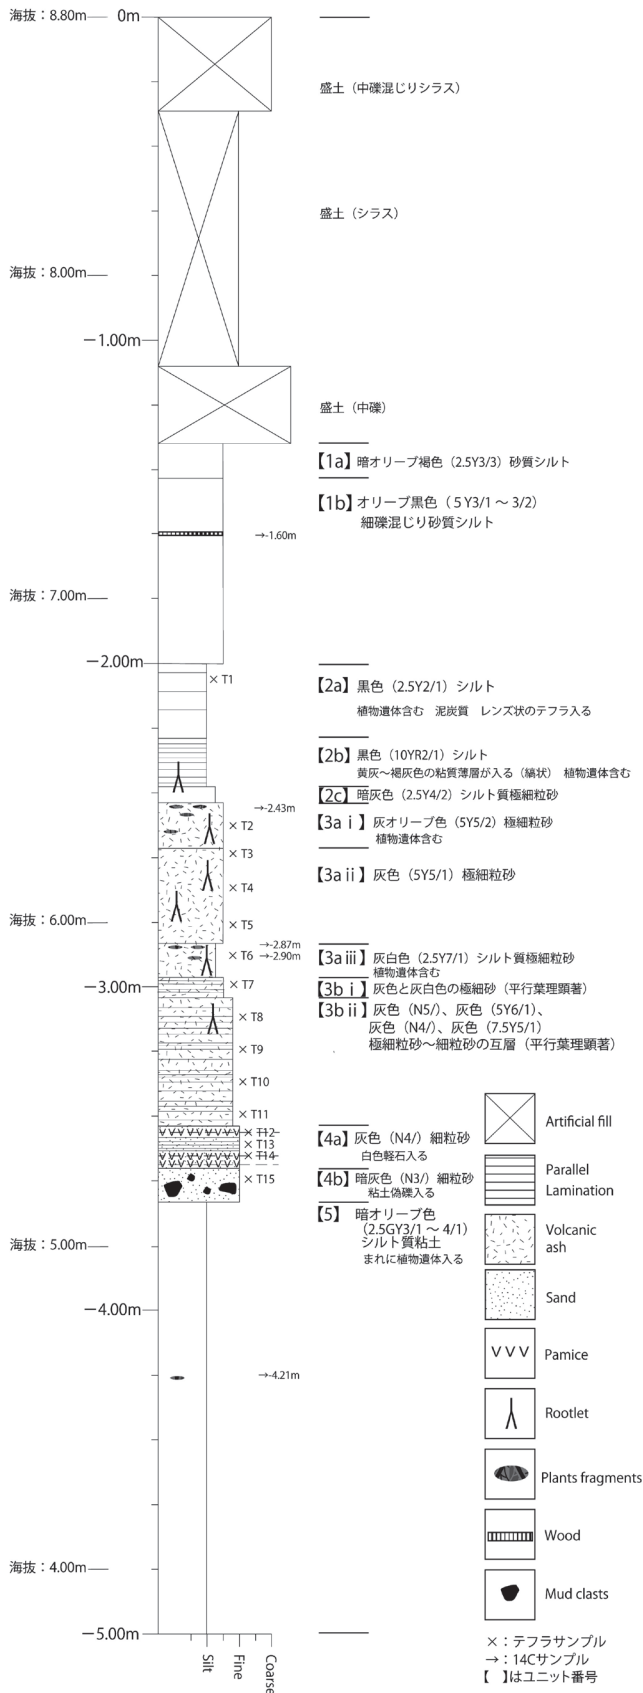 海抜：8.80m 0m
盛土（中礫混じりシラス）
盛土（シラス）
海抜：8.00m
−1.00m
盛土（中礫）
【1a】暗オリーブ褐色（2.5Y3/3）砂質シルト
【1b】オリーブ黒色（5Y3/1～3/2）
細礫混じり砂質シルト
→-1.60m
海抜：7.00m
−2.00m
× T1
【2a】黒色（2.5Y2/1）シルト
植物遺体含む 泥炭質 レンズ状のテフラ入る
【2b】黒色（10YR2/1）シルト
黄灰～褐灰色の粘質薄層が入る（縞状） 植物遺体含む
【2c】暗灰色（2.5Y4/2）シルト質極細粒砂
→-2.43m
× T2
【3aⅰ】灰オリーブ色（5Y5/2）極細粒砂
植物遺体含む
× T3
× T4
【3aⅱ】灰色（5Y5/1）極細粒砂
海抜：6.00m
× T5
→-2.87m
× T6 →-2.90m
【3aⅲ】灰白色（2.5Y7/1）シルト質極細粒砂
植物遺体含む
−3.00m
× T7
【3bⅰ】灰色と灰白色の極細砂（平行葉理顕著）
【3bⅱ】灰色（N5/）、灰色（5Y6/1）、
灰色（N4/）、灰色（7.5Y5/1）
極細粒砂～細粒砂の互層（平行葉理顕著）
× T8
× T9
× T10
× T11
× T12
× T13
× T14
【4a】灰色（N4/）細粒砂
白色軽石入る
× T15
【4b】暗灰色（N3/）細粒砂
粘土偽礫入る
【5】 暗オリーブ色
（2.5GY3/1～4/1）
シルト質粘土
まれに植物遺体入る
海抜：5.00m
−4.00m
→-4.21m
海抜：4.00m
−5.00m
Silt
Fine
Coarse
Artificial fill
Parallel
Lamination
Volcanic
ash
Sand
Pamice
Rootlet
Plants fragments
Wood
Mud clasts
×：テフラサンプル
→：14Cサンプル
【 】はユニット番号